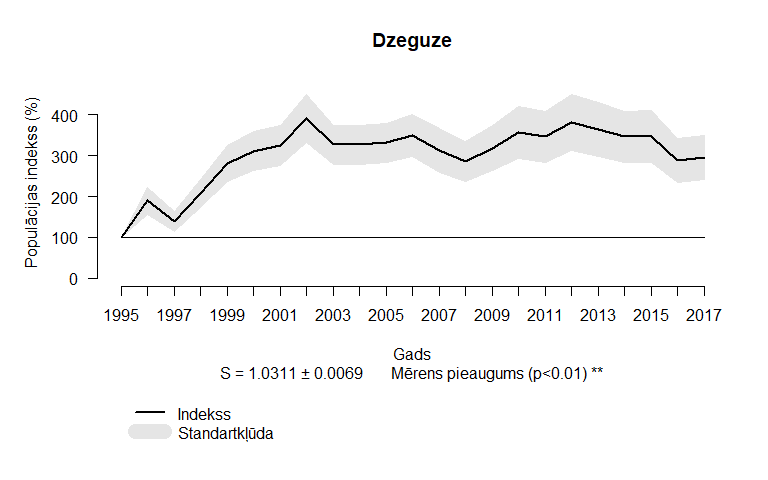 Dzeguze
Populācijas indekss (%)
400
300
200
100
0
1995 1997 1999 2001 2003 2005 2007 2009 2011 2013 2015 2017
Gads
S = 1.0311 ± 0.0069 Mērens pieaugums (p<0.01) **
Indekss
Standartkļūda